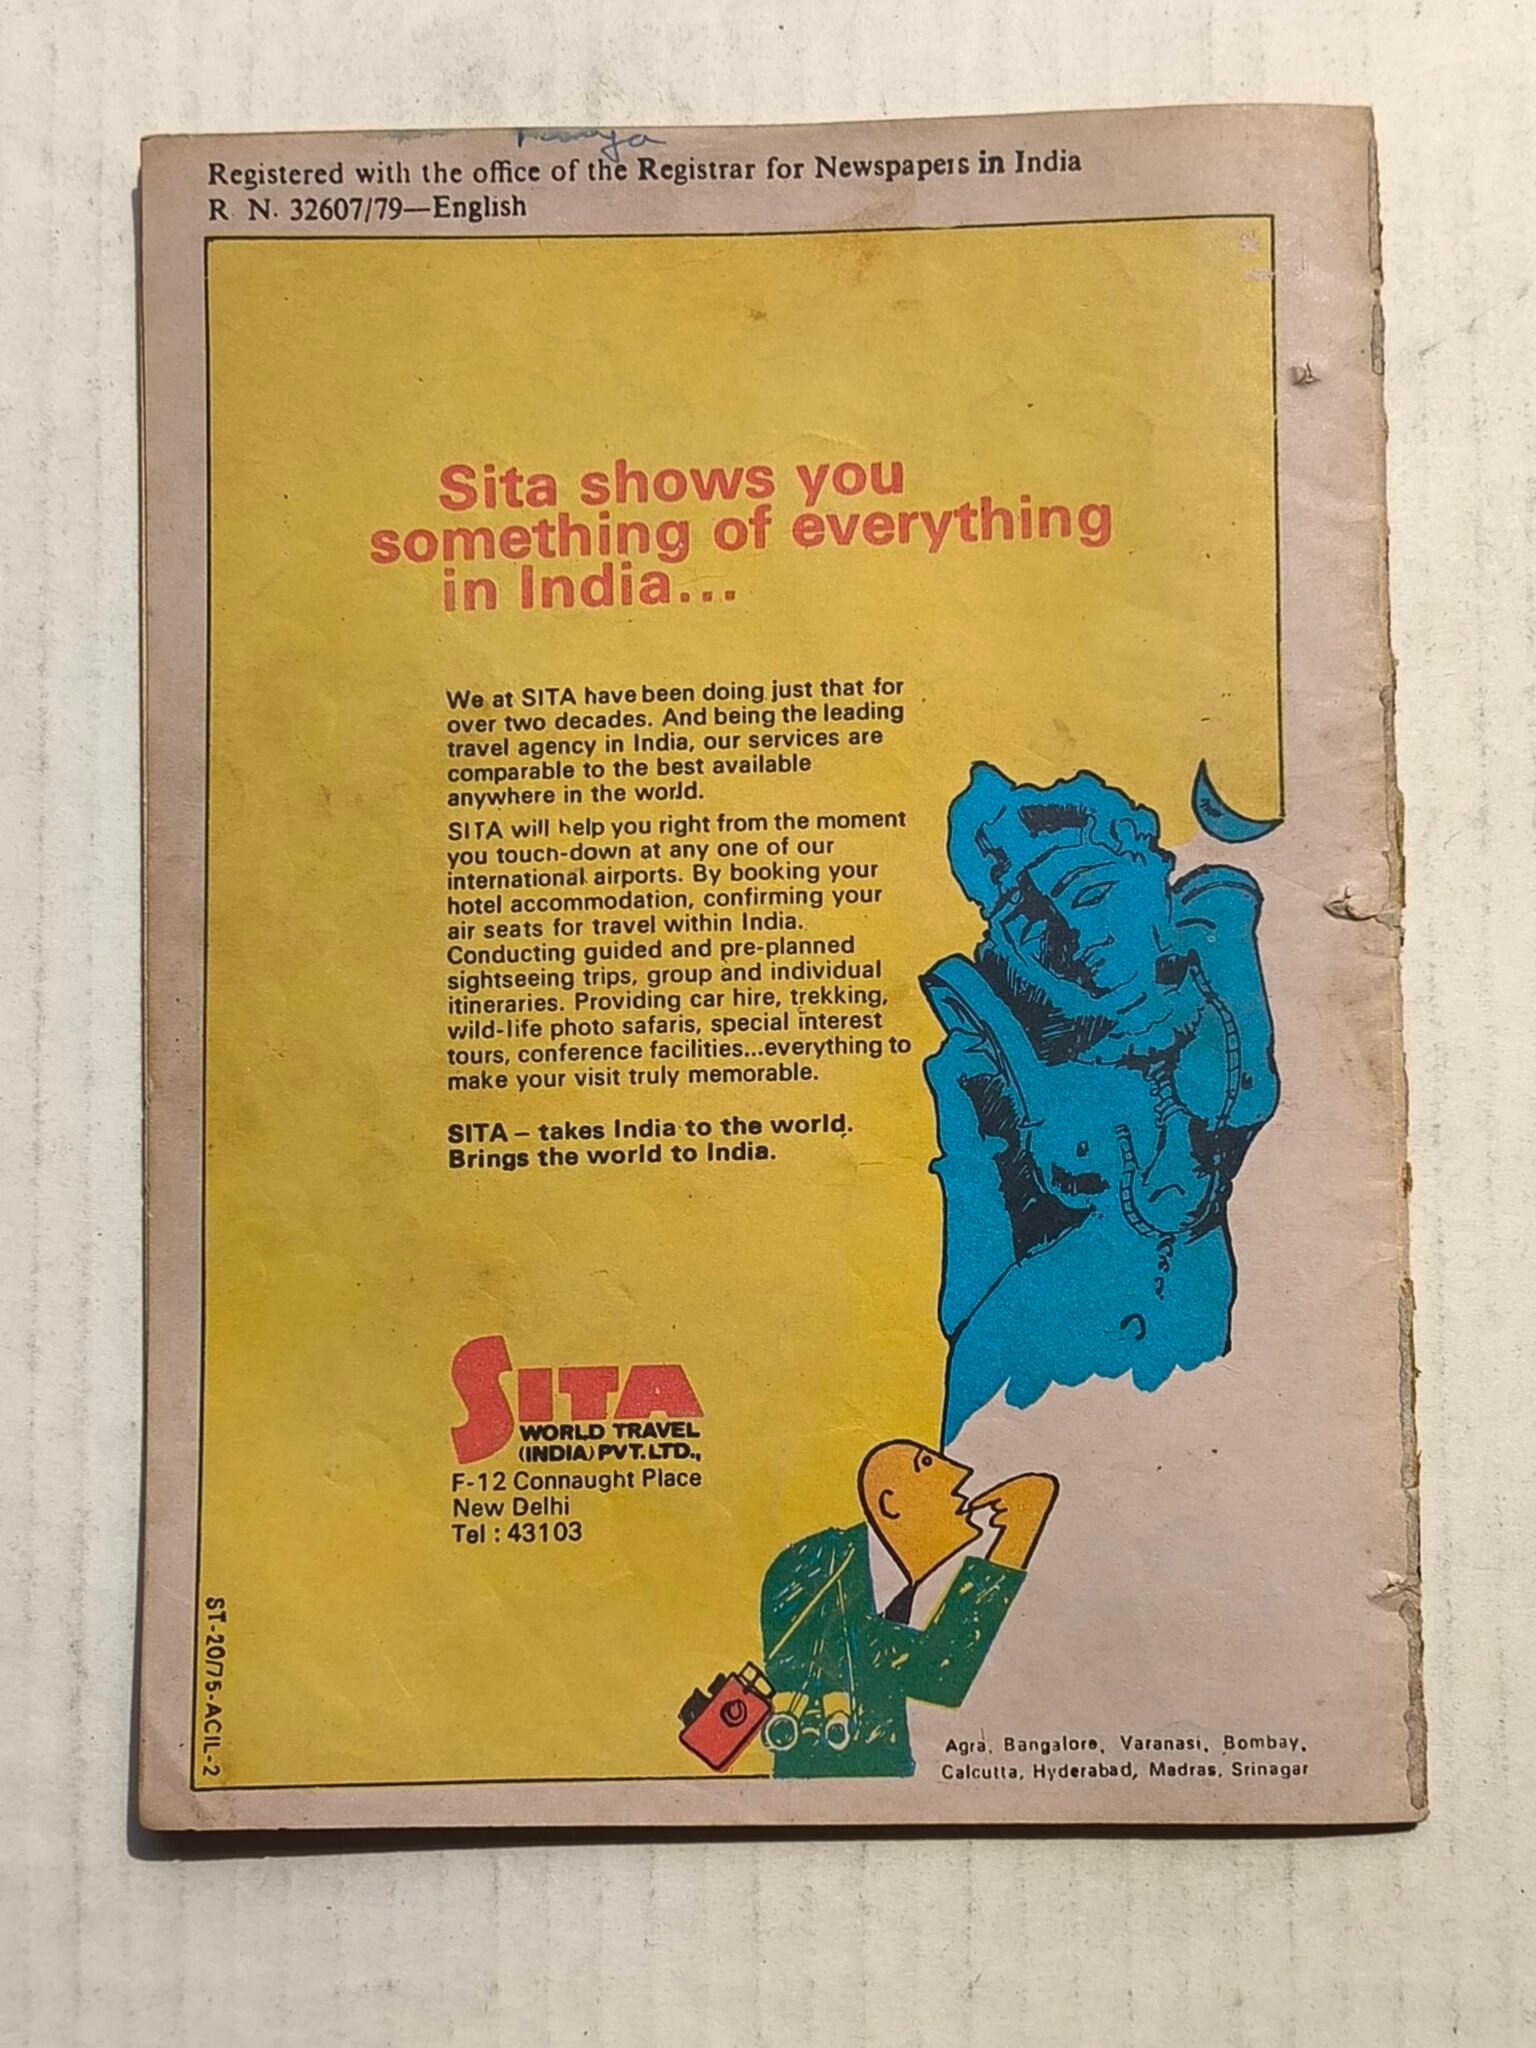 Registered with the office of the Registrar for Newspapers in India
R. N. 32607/79—English
Sita shows you
something of everything
in India...
We at SITA have been doing just that for
over two decades. And being the leading
travel agency in India, our services are
comparable to the best available
anywhere in the world.
SITA will help you right from the moment
you touch-down at any one of our
international airports. By booking your
hotel accommodation, confirming your
air seats for travel within India.
Conducting guided and pre-planned
sightseeing trips, group and individual
itineraries. Providing car hire, trekking,
wild-life photo safaris, special interest
tours, conference facilities...everything to
make your visit truly memorable.
SITA – takes India to the world.
Brings the world to India.
SITA
WORLD TRAVEL
(INDIA) PVT. LTD.,
F-12 Connaught Place
New Delhi
Tel : 43103
ST-20/75-ACIL-2
Agra, Bangalore, Varanasi, Bombay,
Calcutta, Hyderabad, Madras, Srinagar